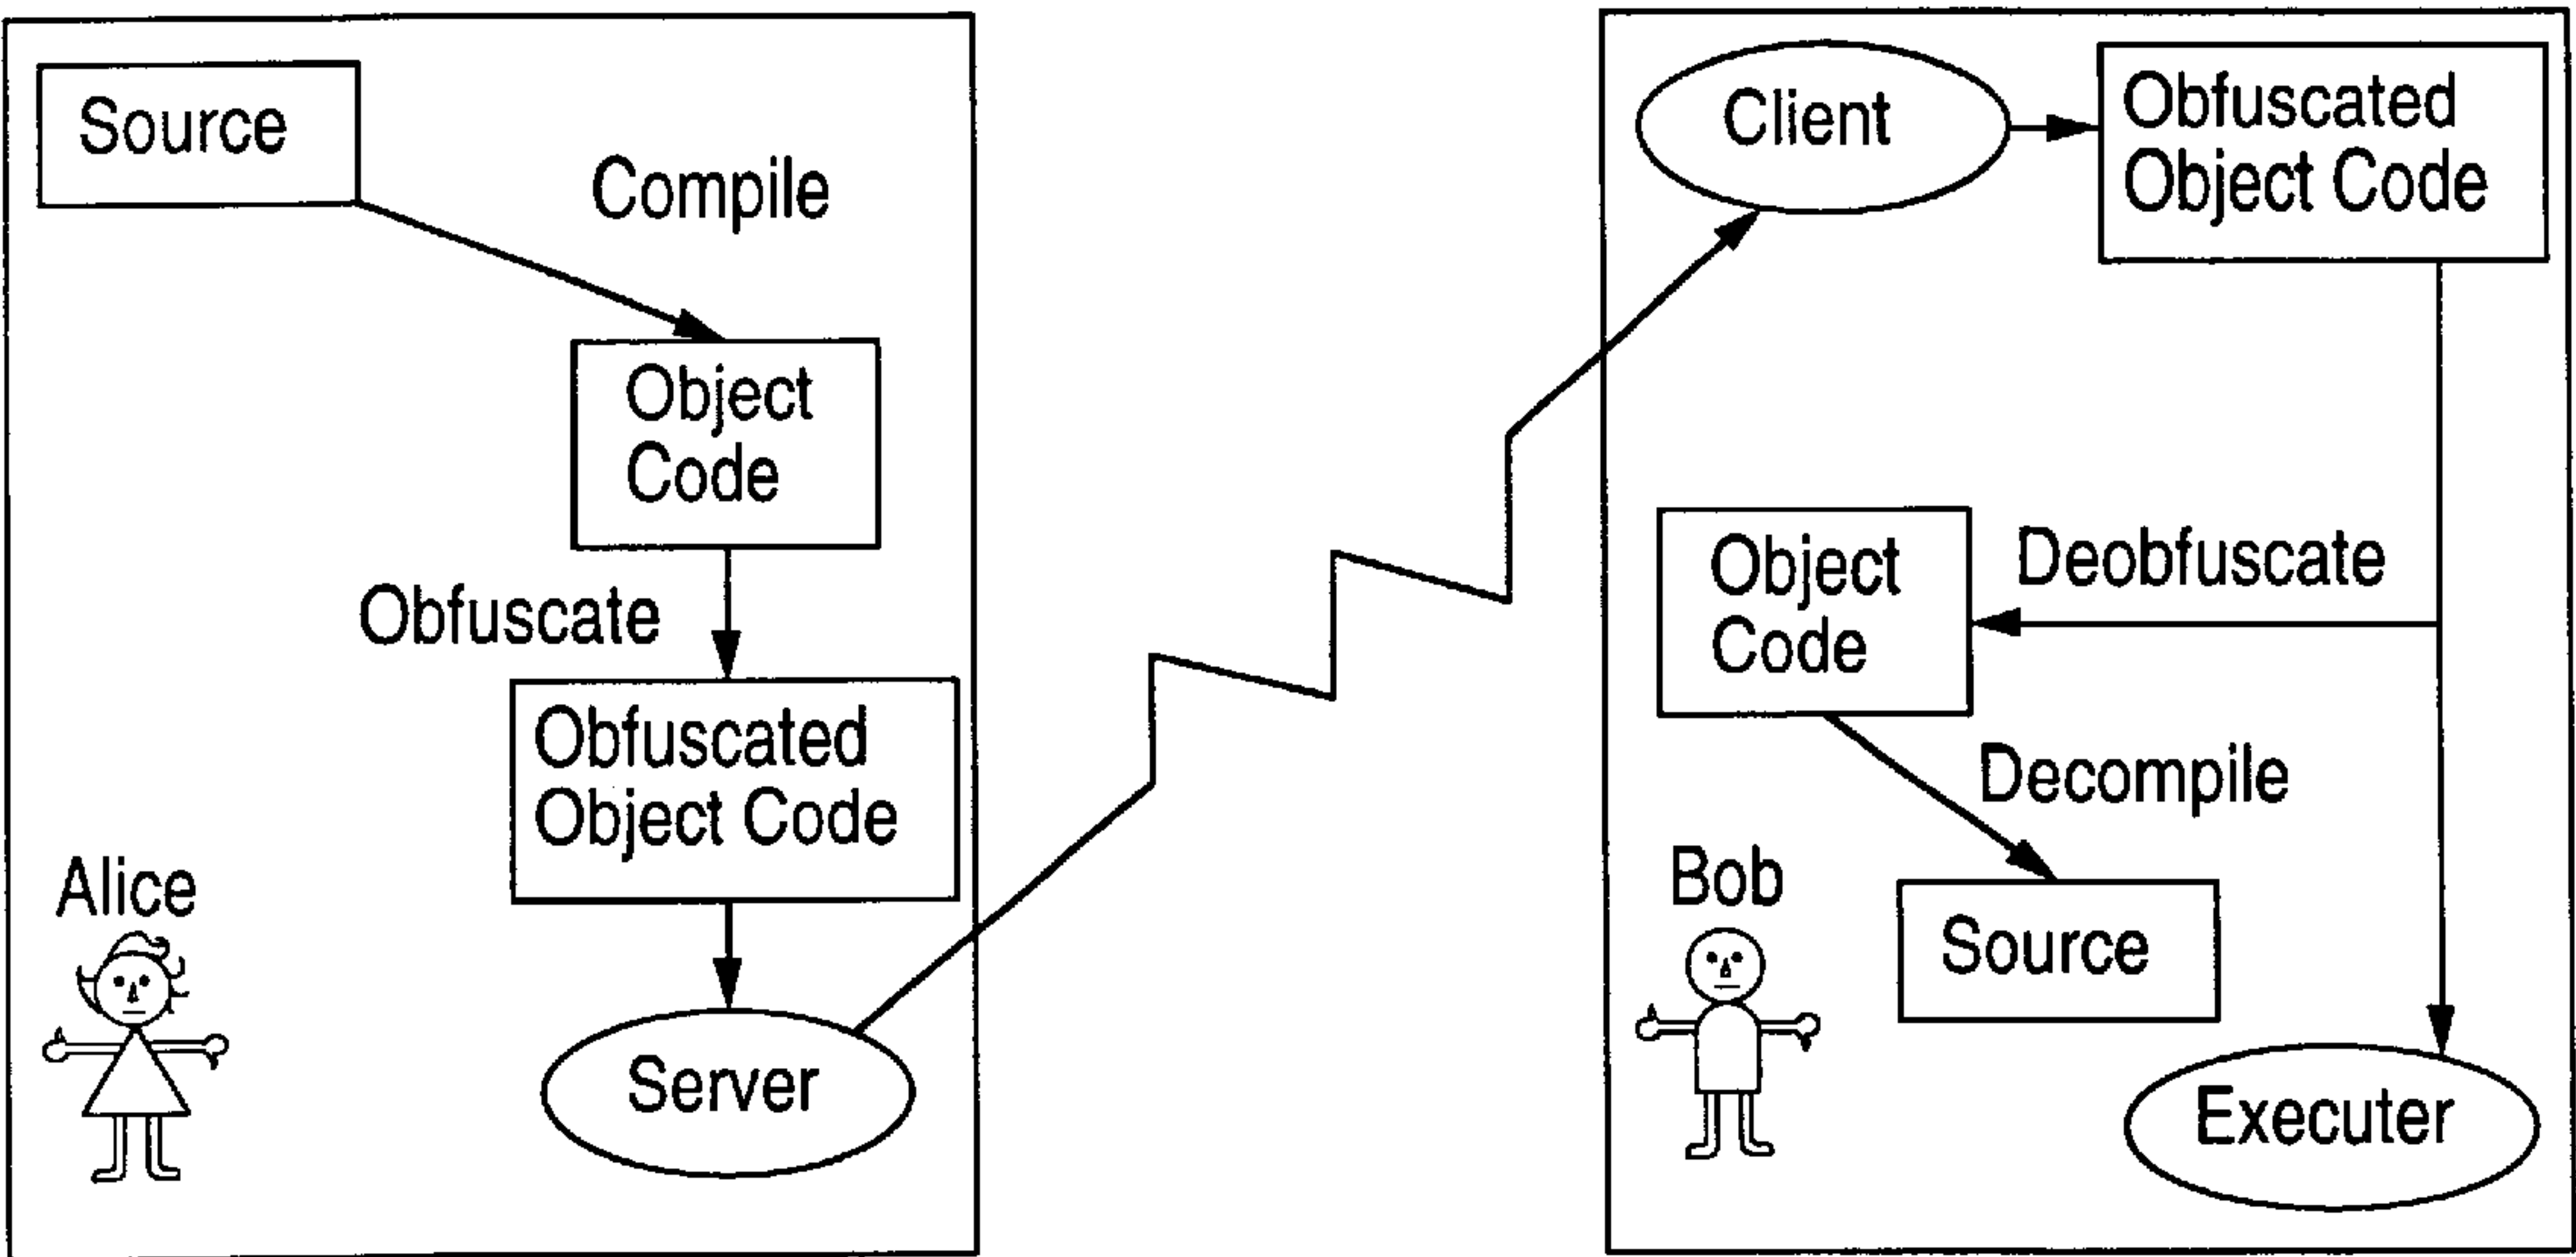 Source
Compile
Object
Code
Obfuscate
Obfuscated
Object Code
Alice
Server
Client
Obfuscated
Object Code
Object
Code
Deobfuscate
Decompile
Bob
Source
Executer